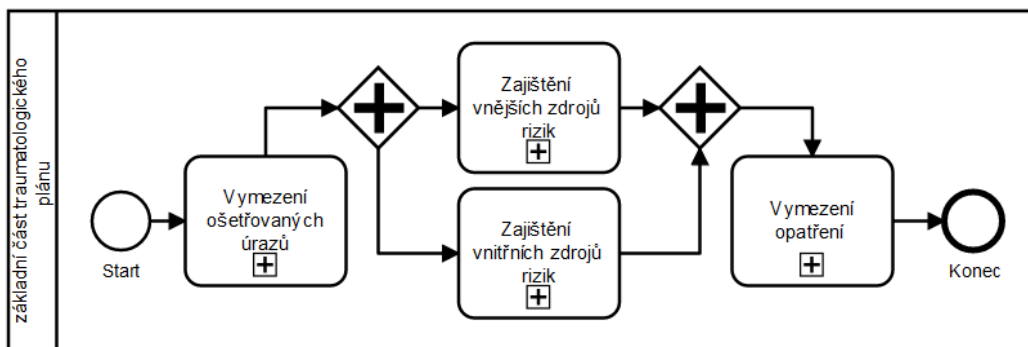 základní část traumatologického
plánu
Start
Vymezení
ošetřovaných
úrazů
Zajištění
vnějších zdrojů
rizik
Zajištění
vnitřních zdrojů
rizik
Vymezení
opatření
Konec